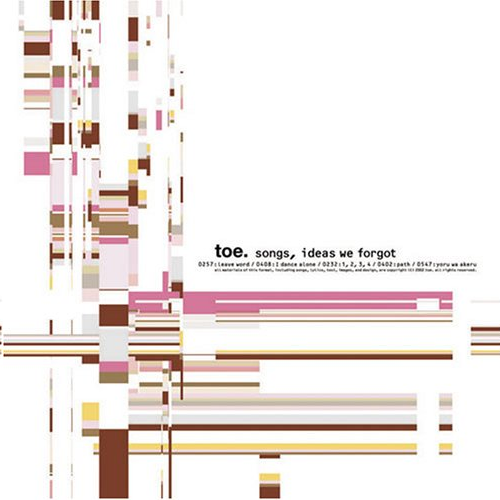 toe. songs, ideas we forgot
0257:leave word / 0408:I dance alone / 0232:1, 2, 3, 4 / 0402:path / 0547:yoru wa akeru
all materials of this format, including songs, lyrics, text, images, and design, are copyright (C) 2002 toe. all rights reserved.